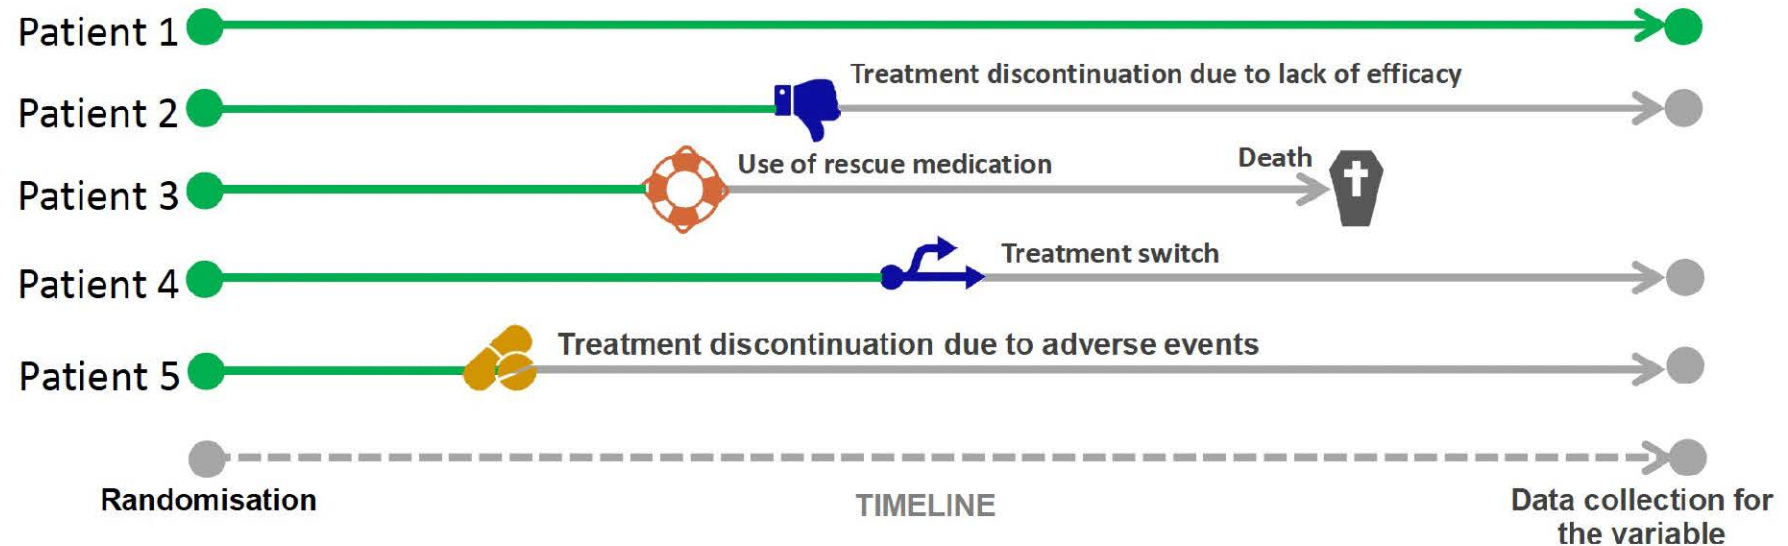 Patient 1
Treatment discontinuation due to lack of efficacy
Patient 2
Use of rescue medication
Death
Patient 3
Treatment switch
Patient 4
Treatment discontinuation due to adverse events
Patient 5
Randomisation
TIMELINE
Data collection for
the variable